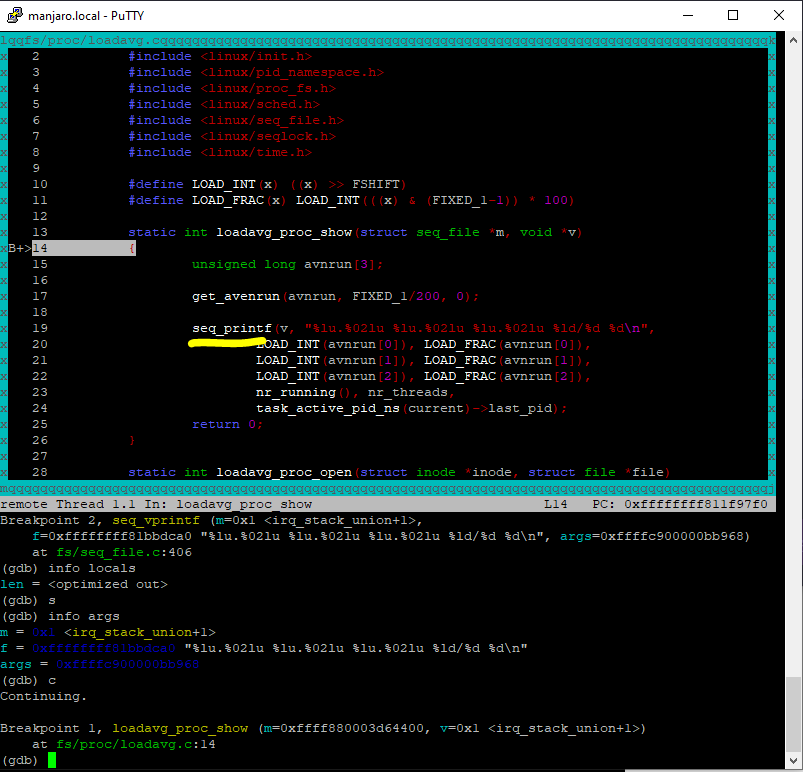 manjaro.local - PuTTY
lqqfs/proc/loadavg.cqqqqqqqqqqqqqqqqqqqqqqqqqqqqqqqqqqqqqqqqqqqqqqqqqqqqqqqqqqqqqqqqqqqqqqqqqqqqk
x   2           #include <linux/init.h>
x   3           #include <linux/pid_namespace.h>
x   4           #include <linux/proc_fs.h>
x   5           #include <linux/sched.h>
x   6           #include <linux/seq_file.h>
x   7           #include <linux/seqlock.h>
x   8           #include <linux/time.h>
x   9
x   10          #define LOAD_INT(x) ((x) >> FSHIFT)
x   11          #define LOAD_FRAC(x) LOAD_INT(((x) & (FIXED_1-1)) * 100)
x   12
x   13          static int loadavg_proc_show(struct seq_file *m, void *v)
xB+>14          {
x   15                  unsigned long avnrun[3];
x   16
x   17                  get_avenrun(avnrun, FIXED_1/200, 0);
x   18
x   19                  seq_printf(v, "%lu.%02lu %lu.%02lu %lu.%02lu %ld/%d %d\n",
x   20                          LOAD_INT(avnrun[0]), LOAD_FRAC(avnrun[0]),
x   21                          LOAD_INT(avnrun[1]), LOAD_FRAC(avnrun[1]),
x   22                          LOAD_INT(avnrun[2]), LOAD_FRAC(avnrun[2]),
x   23                          nr_running(), nr_threads,
x   24                          task_active_pid_ns(current)->last_pid);
x   25                  return 0;
x   26          }
x   27
x   28          static int loadavg_proc_open(struct inode *inode, struct file *file)
mqqqqqqqqqqqqqqqqqqqqqqqqqqqqqqqqqqqqqqqqqqqqqqqqqqqqqqqqqqqqqqqqqqqqqqqqqqqqqqqqqqqqqqqqqqqqqqqj
remote Thread 1.1 In: loadavg_proc_show                             L14   PC: 0xffffffff811f97f0
Breakpoint 2, seq_vprintf (m=0x1 <irq_stack_union+1>,
    f=0xffffffff81bbdca0 "%lu.%02lu %lu.%02lu %lu.%02lu %ld/%d %d\n", args=0xffffc900000bb968)
    at fs/seq_file.c:406
(gdb) info locals
len = <optimized out>
(gdb) s
(gdb) info args
m = 0x1 <irq_stack_union+1>
f = 0xffffffff81bbdca0 "%lu.%02lu %lu.%02lu %lu.%02lu %ld/%d %d\n"
args = 0xffffc900000bb968
(gdb) c
Continuing.
Breakpoint 1, loadavg_proc_show (m=0xffff880003d64400, v=0x1 <irq_stack_union+1>)
    at fs/proc/loadavg.c:14
(gdb)